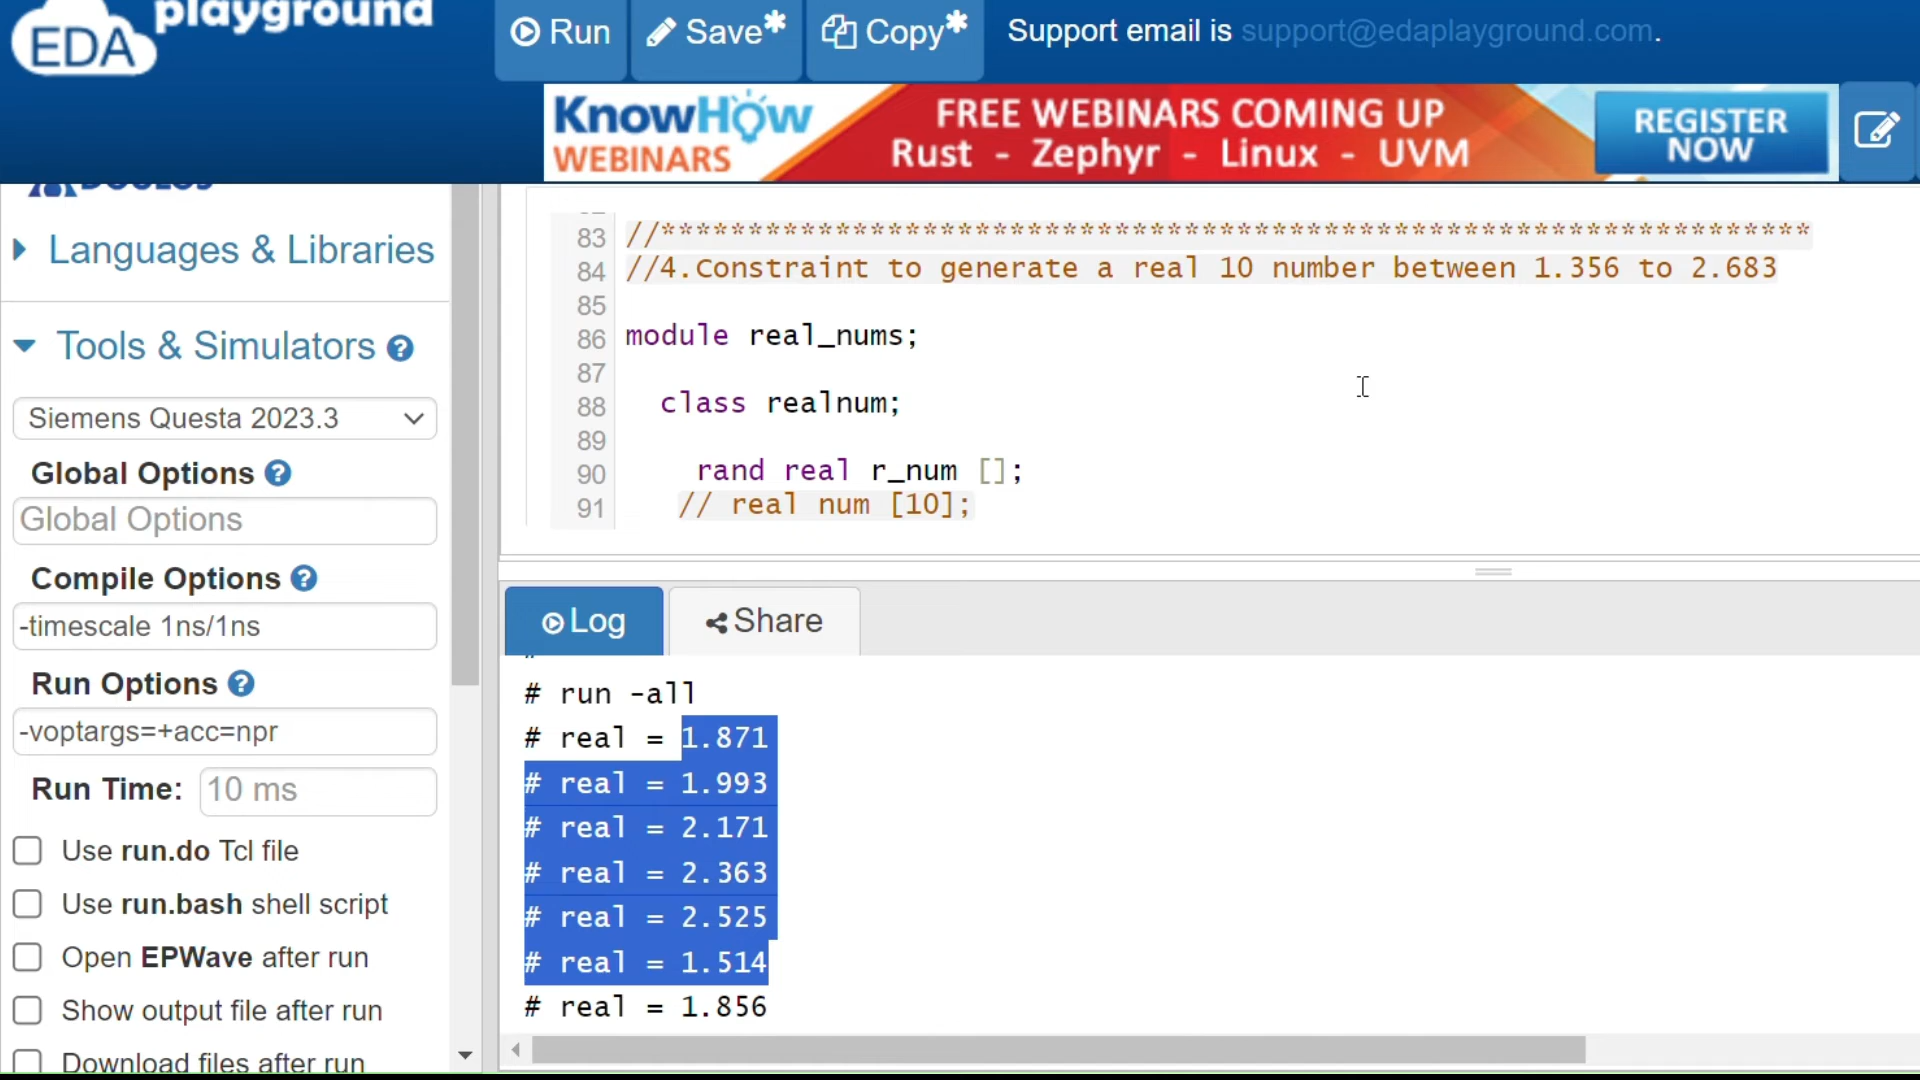 playground
EDA
Run
Save*
Copy*
Support email is support@edaplayground.com.
KnowHow
WEBINARS
FREE WEBINARS COMING UP
Rust - Zephyr - Linux - UVM
REGISTER
NOW
Languages & Libraries
Tools & Simulators
Siemens Questa 2023.3
Global Options
Global Options
Compile Options
-timescale 1ns/1ns
Run Options
-voptargs=+acc=npr
Run Time: 10 ms
Use run.do Tcl file
Use run.bash shell script
Open EPWave after run
Show output file after run
Download files after run
83 //******************************************************************
84 //4.Constraint to generate a real 10 number between 1.356 to 2.683
85
86 module real_nums;
87
88 class realnum;
89
90 rand real r_num [];
91 // real num [10];
Log
Share
# run -all
# real = 1.871
# real = 1.993
# real = 2.171
# real = 2.363
# real = 2.525
# real = 1.514
# real = 1.856